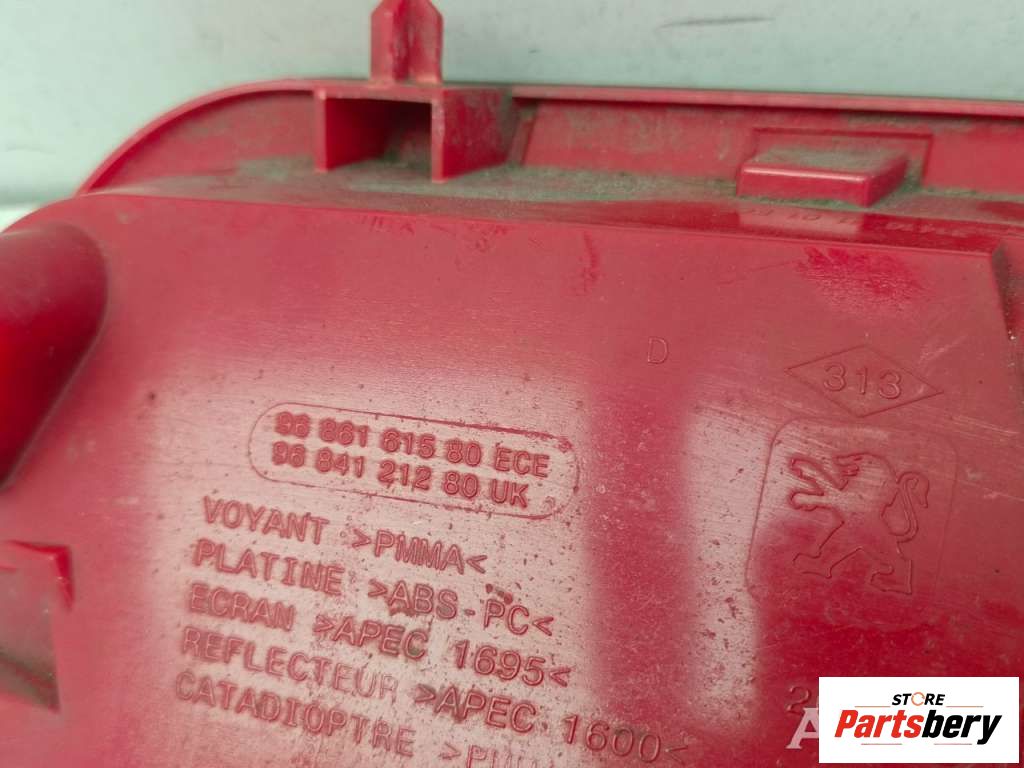 D
313
96 861 615 80 ECE
96 841 212 80 UK
VOYANT >PMMA<
PLATINE >ABS-PC<
ECRAN >APEC 1695<
REFLECTEUR >APEC 1600<
CATADIOPTRE
STORE
Partsbery